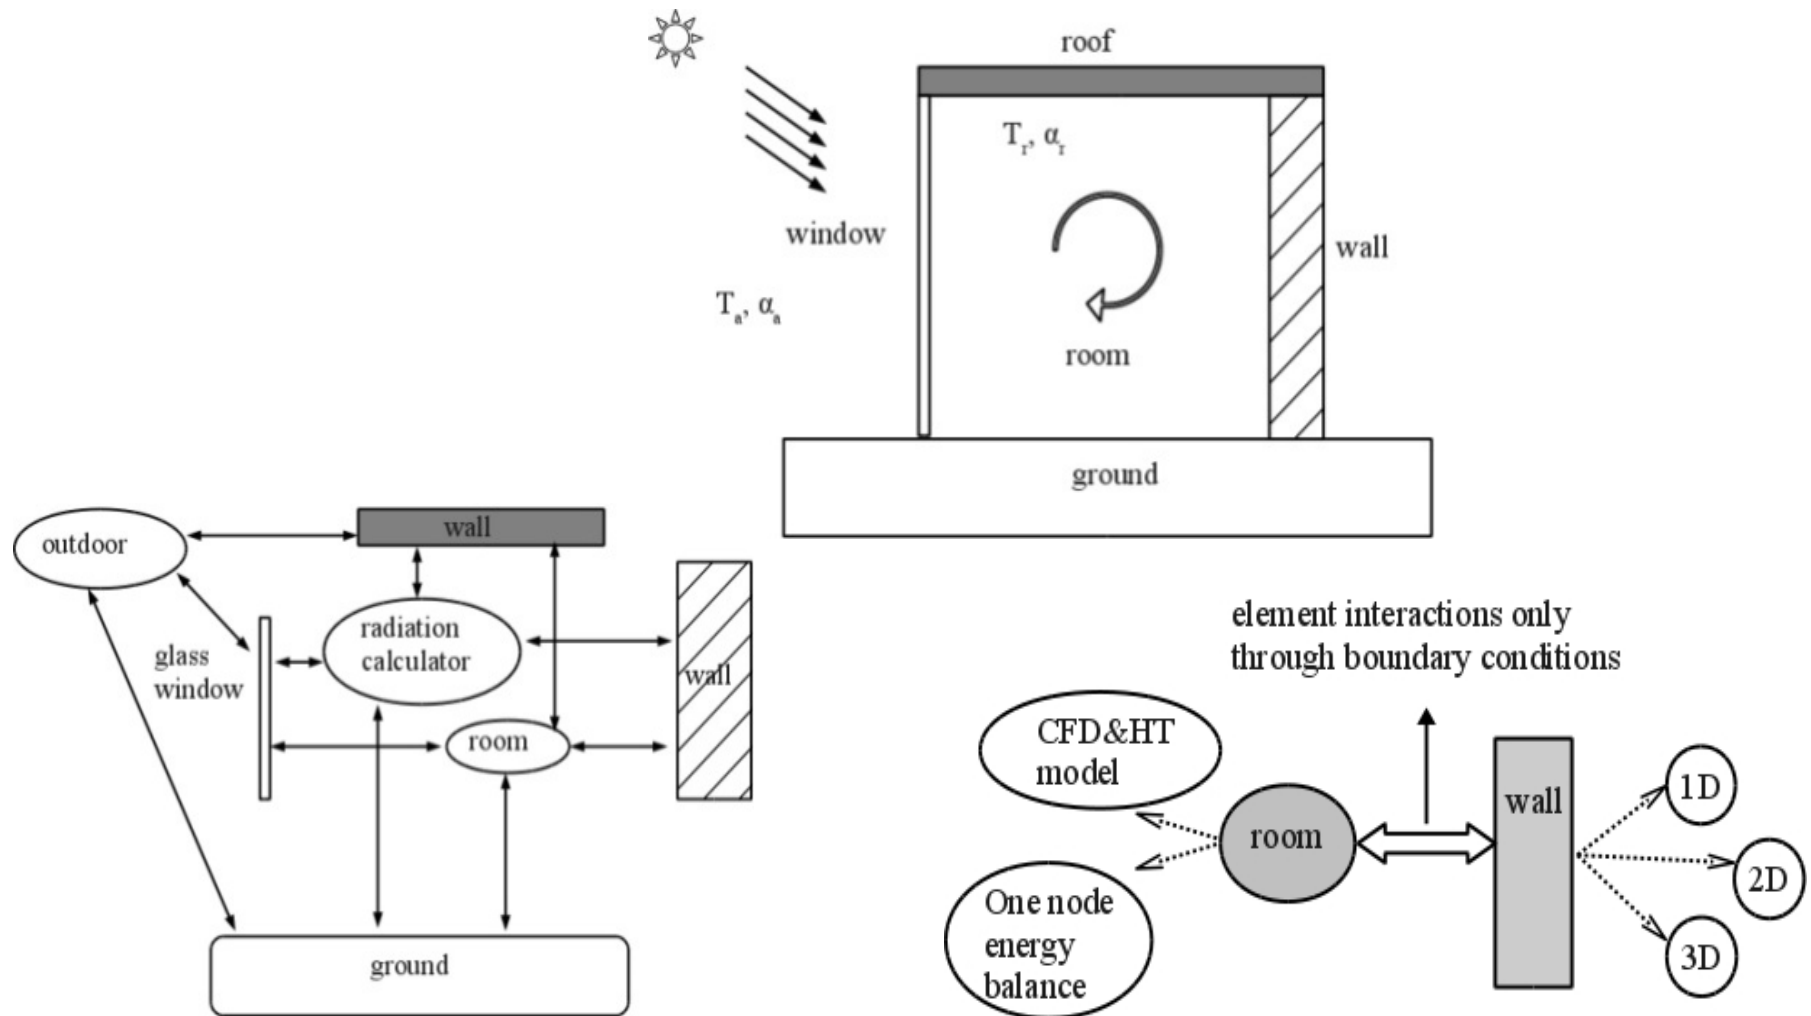 roof
Tr, αr
window
wall
Ta, αa
room
ground
wall
outdoor
radiation
calculator
glass
window
wall
room
ground
element interactions only
through boundary conditions
CFD&HT
model
room
wall
1D
2D
3D
One node
energy
balance